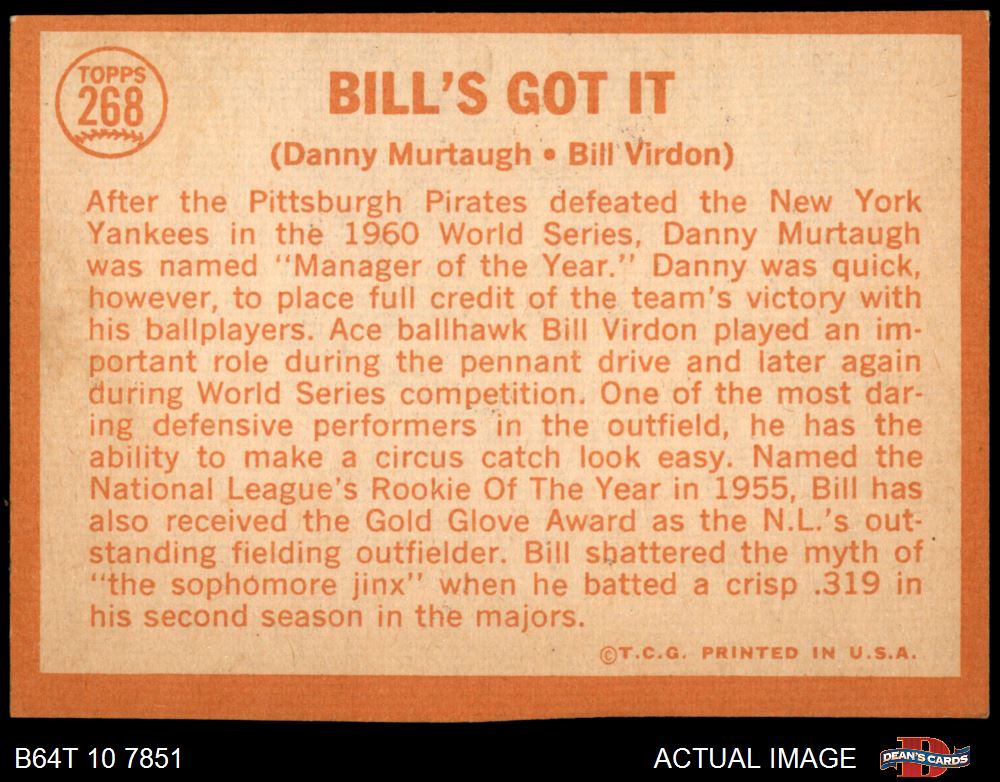 TOPPS
268
BILL'S GOT IT
(Danny Murtaugh • Bill Virdon)
After the Pittsburgh Pirates defeated the New York
Yankees in the 1960 World Series, Danny Murtaugh
was named "Manager of the Year." Danny was quick,
however, to place full credit of the team's victory with
his ballplayers. Ace ballhawk Bill Virdon played an im-
portant role during the pennant drive and later again
during World Series competition. One of the most dar-
ing defensive performers in the outfield, he has the
ability to make a circus catch look easy. Named the
National League's Rookie Of The Year in 1955, Bill has
also received the Gold Glove Award as the N.L.'s out-
standing fielding outfielder. Bill shattered the myth of
"the sophomore jinx" when he batted a crisp .319 in
his second season in the majors.
©T.C.G. PRINTED IN U.S.A.
B64T 10 7851
ACTUAL IMAGE
D
DEAN'S CARDS